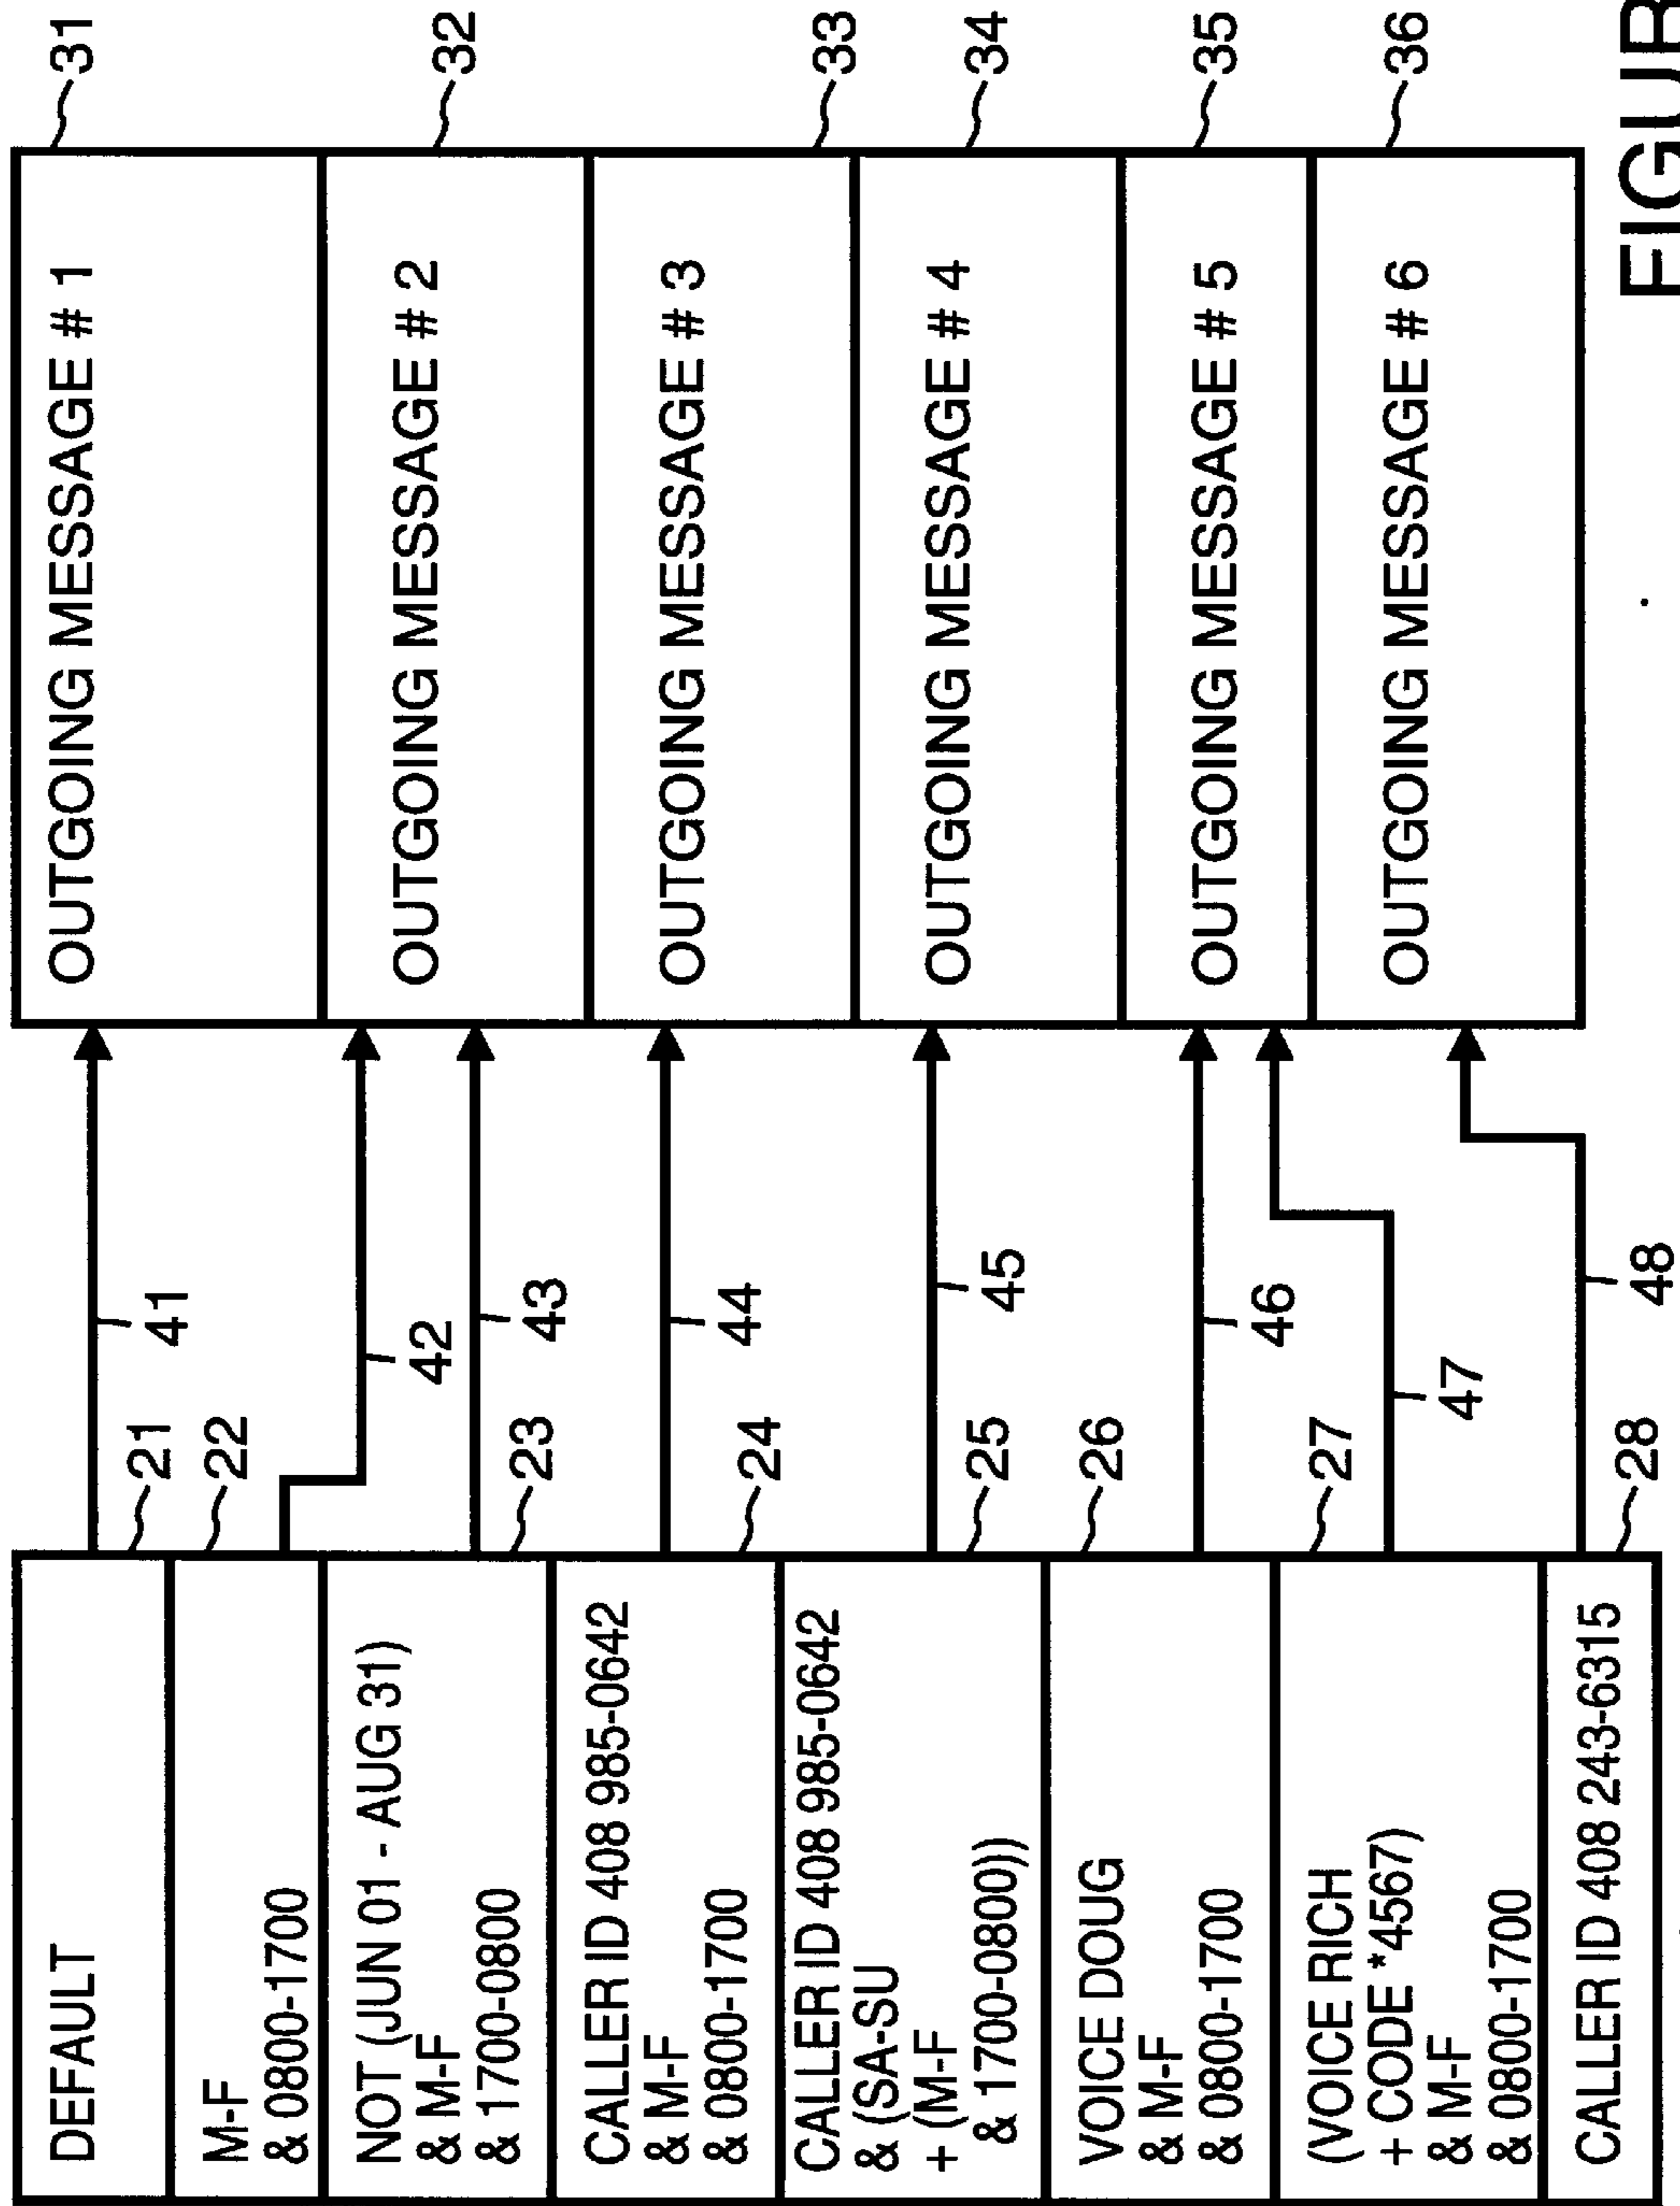 DEFAULT
M-F
& 0800-1700
NOT (JUN 01 - AUG 31)
& M-F
& 1700-0800
CALLER ID 408 985-0642
& M-F
& 0800-1700
CALLER ID 408 985-0642
& (SA-SU
+ (M-F
& 1700-0800))
VOICE DOUG
& M-F
& 0800-1700
(VOICE RICH
+ CODE *4567)
& M-F
& 0800-1700
CALLER ID 408 243-6315
21
22
23
24
25
26
27
28
41
42
43
44
45
46
47
48
OUTGOING MESSAGE # 1
OUTGOING MESSAGE # 2
OUTGOING MESSAGE # 3
OUTGOING MESSAGE # 4
OUTGOING MESSAGE # 5
OUTGOING MESSAGE # 6
31
32
33
34
35
36